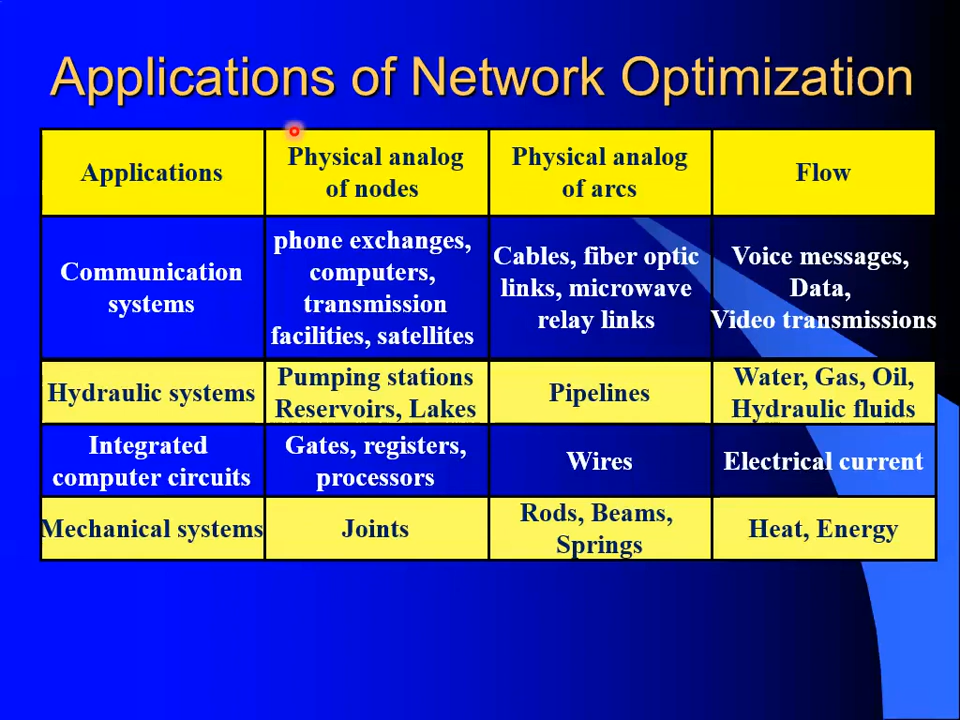 Applications of Network Optimization
Applications
Physical analog
of nodes
Physical analog
of arcs
Flow
Communication
systems
phone exchanges,
computers,
transmission
facilities, satellites
Cables, fiber optic
links, microwave
relay links
Voice messages,
Data,
Video transmissions
Hydraulic systems
Pumping stations
Reservoirs, Lakes
Pipelines
Water, Gas, Oil,
Hydraulic fluids
Integrated
computer circuits
Gates, registers,
processors
Wires
Electrical current
Mechanical systems
Joints
Rods, Beams,
Springs
Heat, Energy